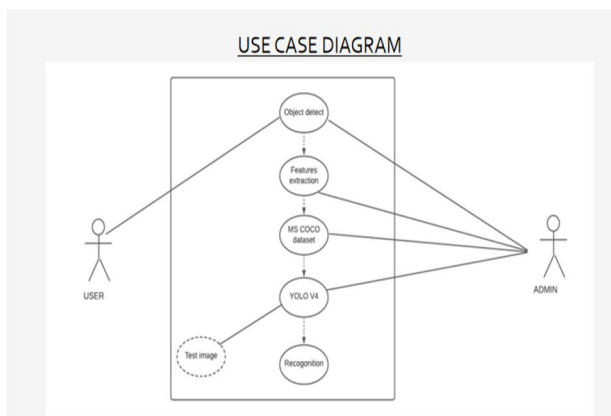 USE CASE DIAGRAM
Object detect
Features
extraction
MS COCO
dataset
USER
ADMIN
YOLO V4
Test image
Recogonition